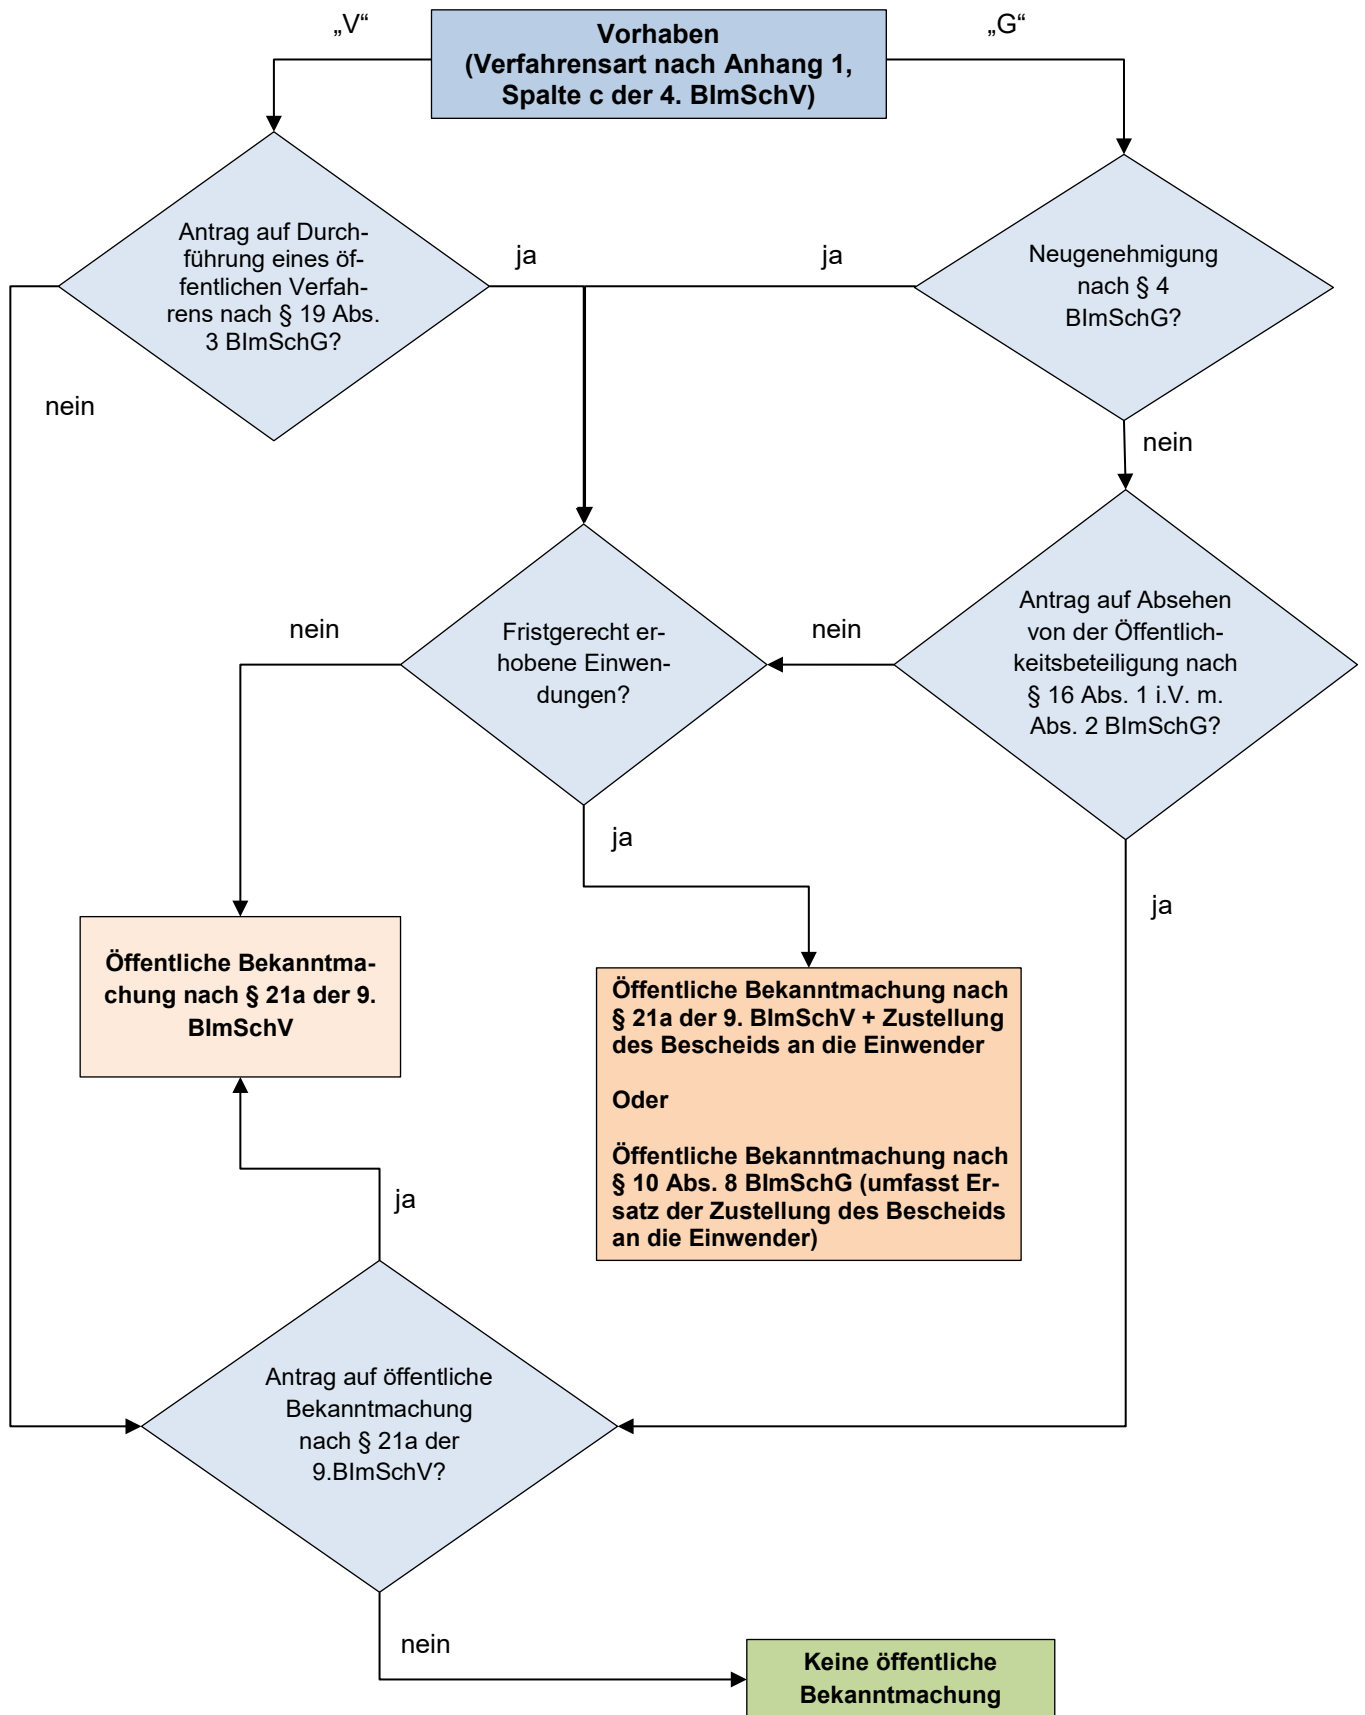 „V“
Vorhaben
(Verfahrensart nach Anhang 1,
Spalte c der 4. BImSchV)
„G“
Antrag auf Durch-
führung eines öf-
fentlichen Verfah-
rens nach § 19 Abs.
3 BImSchG?
ja
ja
Neugenehmigung
nach § 4
BImSchG?
nein
nein
Fristgerecht er-
hobene Einwen-
dungen?
nein
nein
Antrag auf Absehen
von der Öffentlich-
keitsbeteiligung nach
§ 16 Abs. 1 i.V. m.
Abs. 2 BImSchG?
ja
ja
Öffentliche Bekanntma-
chung nach § 21a der 9.
BImSchV
Öffentliche Bekanntmachung nach
§ 21a der 9. BImSchV + Zustellung
des Bescheids an die Einwender
Oder
Öffentliche Bekanntmachung nach
§ 10 Abs. 8 BImSchG (umfasst Er-
satz der Zustellung des Bescheids
an die Einwender)
ja
Antrag auf öffentliche
Bekanntmachung
nach § 21a der
9.BImSchV?
nein
Keine öffentliche
Bekanntmachung